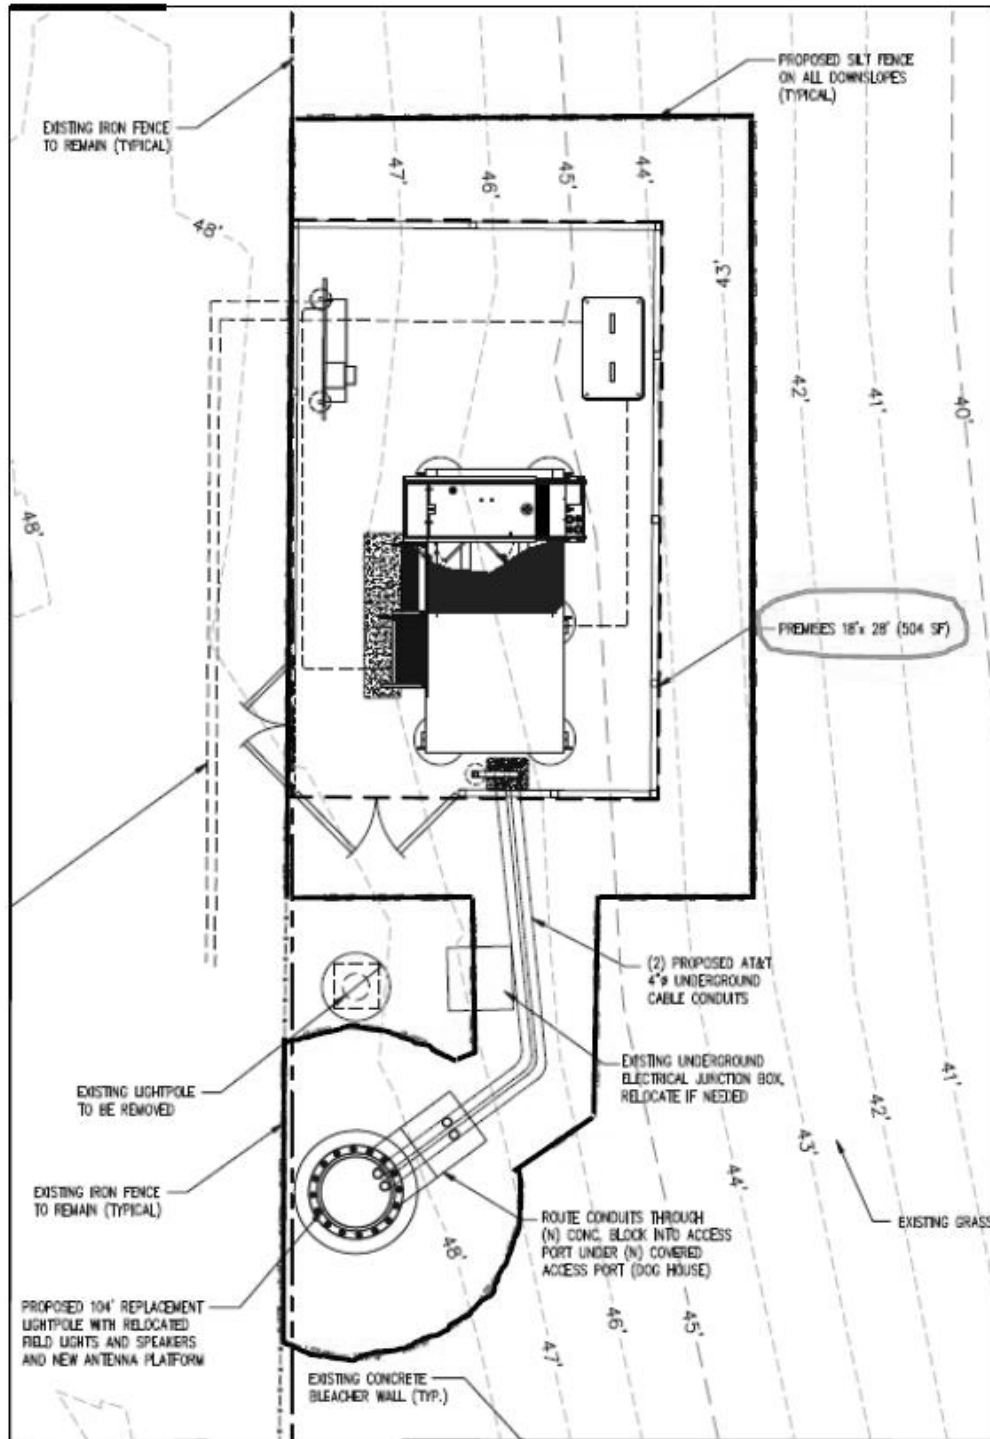 PROPOSED SILT FENCE
ON ALL DOWNSLOPES
(TYPICAL)
EXISTING IRON FENCE
TO REMAIN (TYPICAL)
47'
46'
45'
44'
48'
43'
42'
41'
40'
48'
PREMISES 18'x 28' (504 SF)
(2) PROPOSED AT&T
4"ø UNDERGROUND
CABLE CONDUITS
EXISTING UNDERGROUND
ELECTRICAL JUNCTION BOX,
RELOCATE IF NEEDED
EXISTING LIGHTPOLE
TO BE REMOVED
41'
42'
43'
44'
EXISTING IRON FENCE
TO REMAIN (TYPICAL)
EXISTING GRASS
ROUTE CONDUITS THROUGH
(N) CONC. BLOCK INTO ACCESS
PORT UNDER (N) COVERED
ACCESS PORT (DOG HOUSE)
48'
PROPOSED 104' REPLACEMENT
LIGHTPOLE WITH RELOCATED
FIELD LIGHTS AND SPEAKERS
AND NEW ANTENNA PLATFORM
46'
45'
47'
EXISTING CONCRETE
BLEACHER WALL (TYP.)